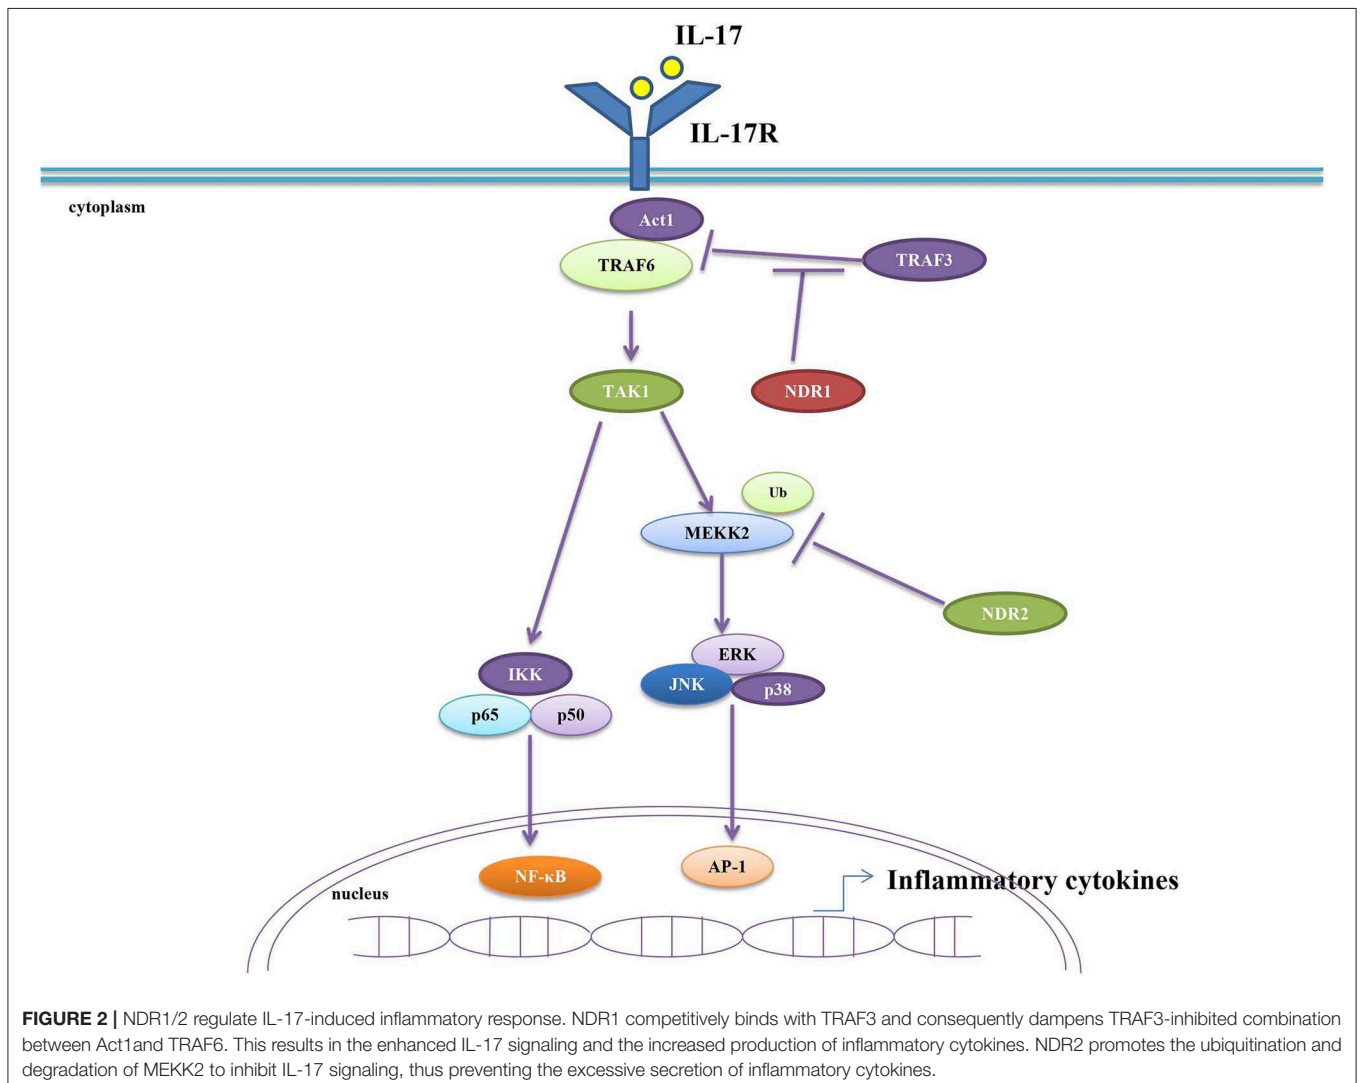 IL-17
IL-17R
cytoplasm
Act1
TRAF6
TRAF3
TAK1
NDR1
Ub
MEKK2
NDR2
ERK
IKK
JNK
p38
p65
p50
NF-κB
AP-1
nucleus
Inflammatory cytokines
FIGURE 2 | NDR1/2 regulate IL-17-induced inflammatory response. NDR1 competitively binds with TRAF3 and consequently dampens TRAF3-inhibited combination
between Act1and TRAF6. This results in the enhanced IL-17 signaling and the increased production of inflammatory cytokines. NDR2 promotes the ubiquitination and
degradation of MEKK2 to inhibit IL-17 signaling, thus preventing the excessive secretion of inflammatory cytokines.